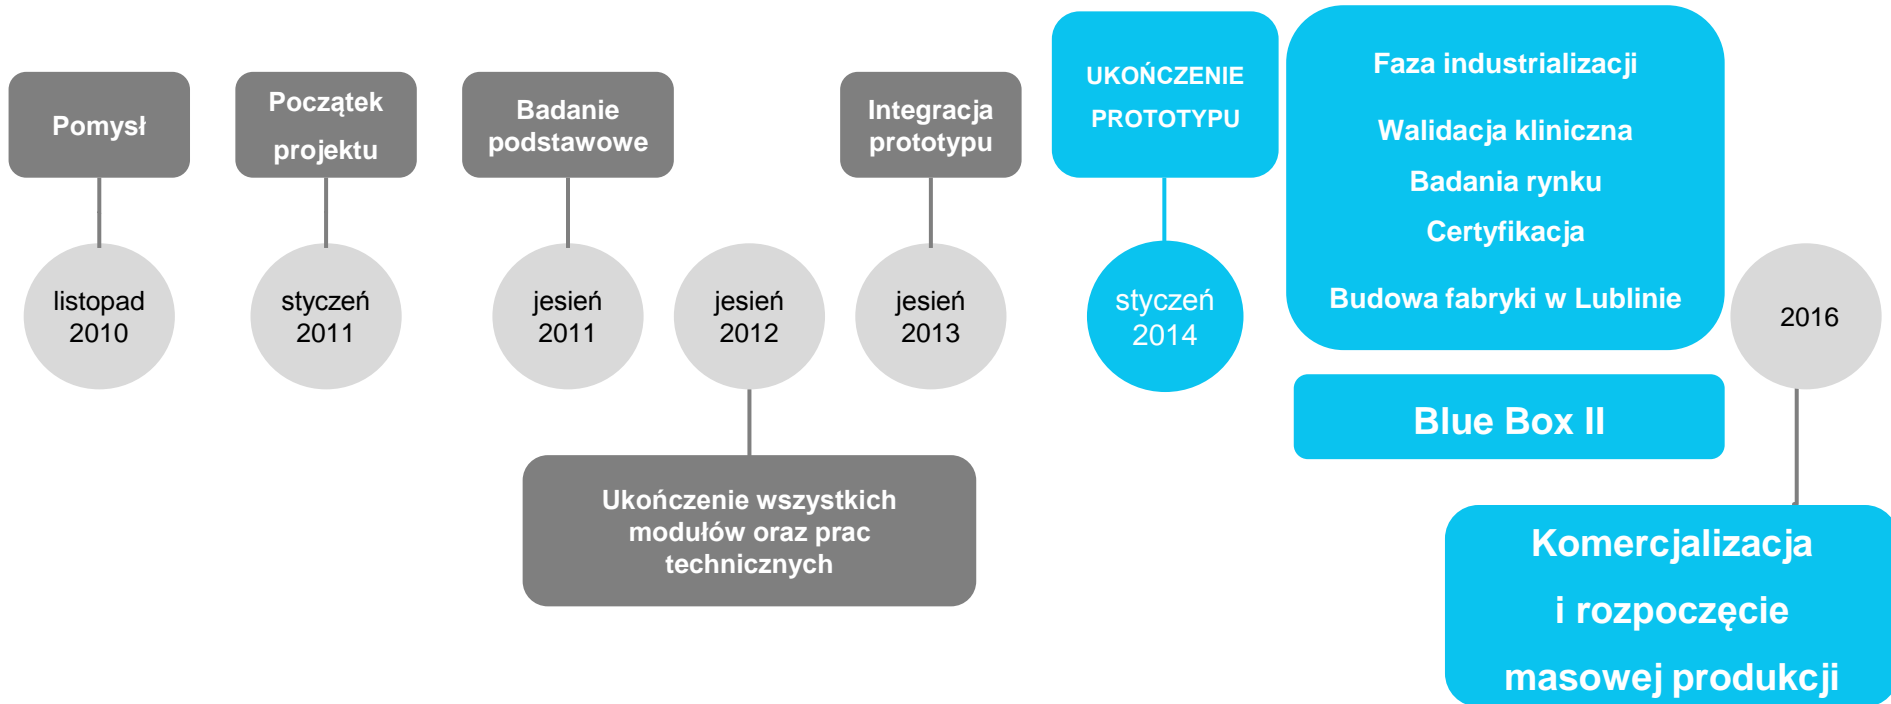 Pomysł
Początek
projektu
Badanie
podstawowe
Integracja
prototypu
UKOŃCZENIE
PROTOTYPU
Faza industrializacji
Walidacja kliniczna
Badania rynku
Certyfikacja
Budowa fabryki w Lublinie
listopad
2010
styczeń
2011
jesień
2011
jesień
2012
jesień
2013
styczeń
2014
2016
Blue Box II
Ukończenie wszystkich
modułów oraz prac
technicznych
Komercjalizacja
i rozpoczęcie
masowej produkcji